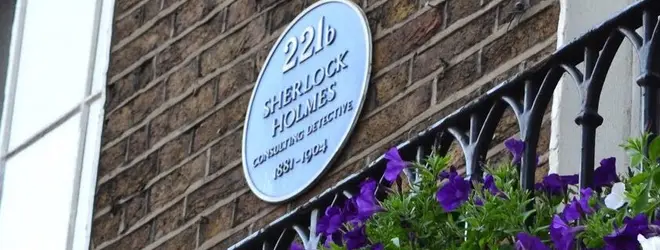 221b
SHERLOCK
HOLMES
CONSULTING DETECTIVE
1881-1904